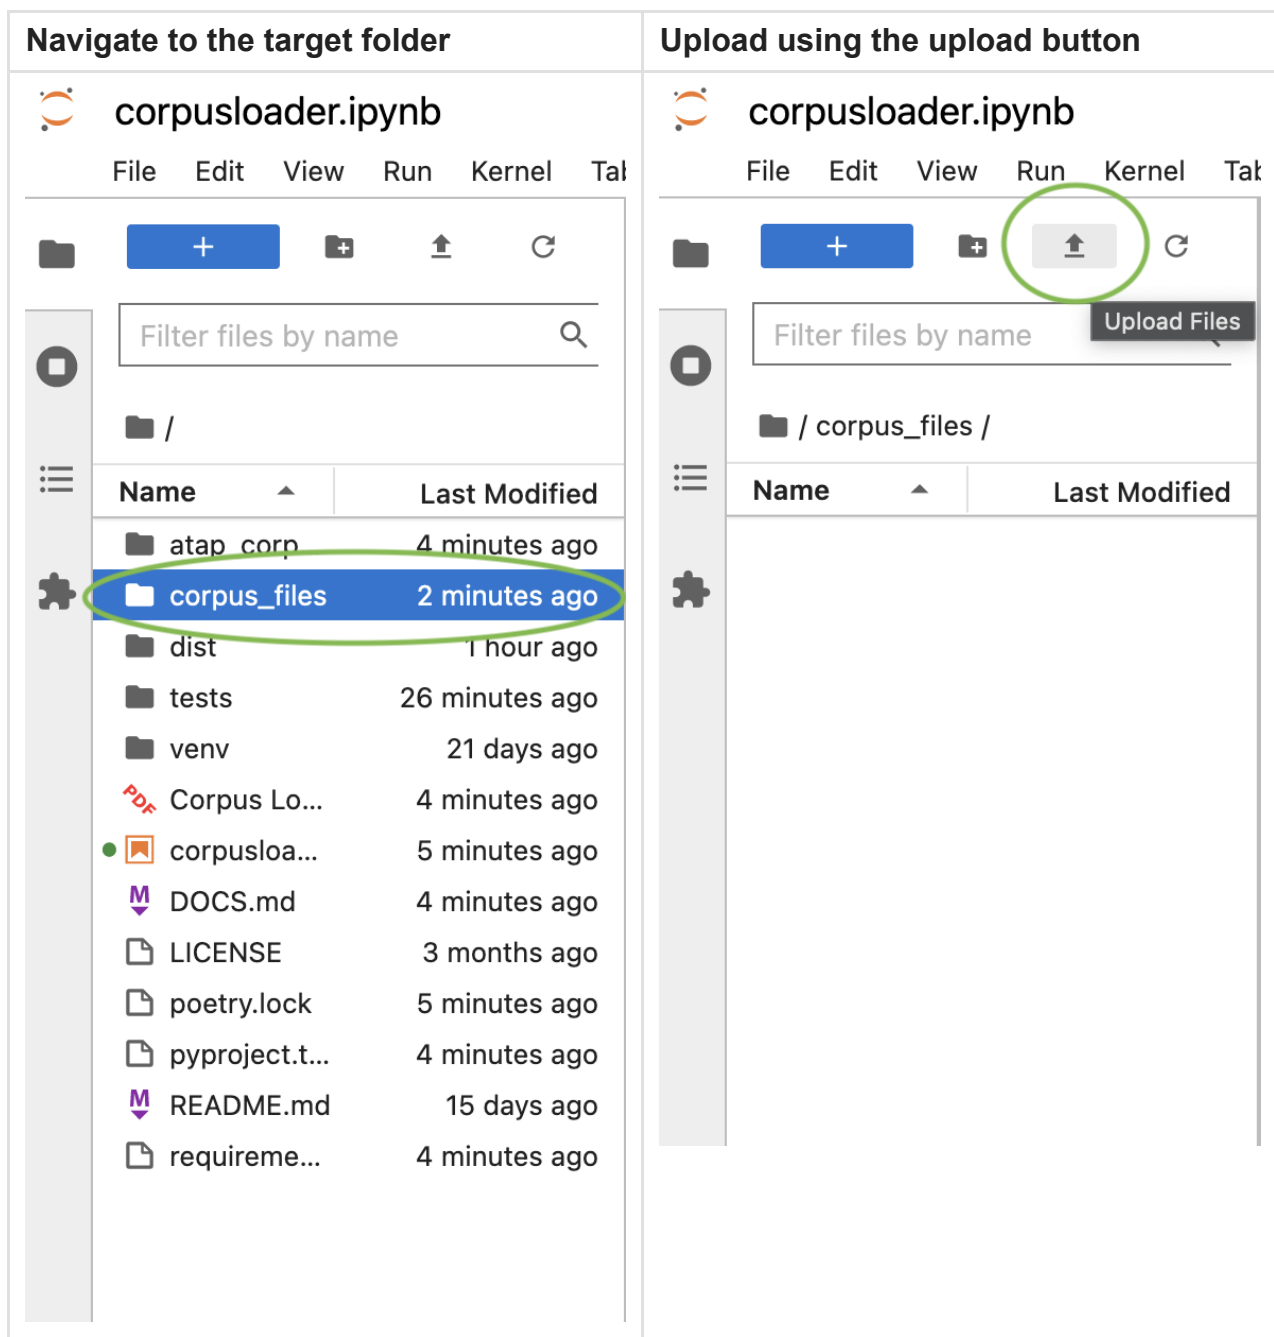 Navigate to the target folder
corpusloader.ipynb
File Edit View Run Kernel Tab
+
Filter files by name
/
Name Last Modified
atap_corp 4 minutes ago
corpus_files 2 minutes ago
dist 1 hour ago
tests 26 minutes ago
venv 21 days ago
PDF Corpus Lo... 4 minutes ago
corpusloa... 5 minutes ago
M DOCS.md 4 minutes ago
LICENSE 3 months ago
poetry.lock 5 minutes ago
pyproject.t... 4 minutes ago
M README.md 15 days ago
requireme... 4 minutes ago
Upload using the upload button
corpusloader.ipynb
File Edit View Run Kernel Tab
+
Upload Files
Filter files by name
/ corpus_files /
Name Last Modified